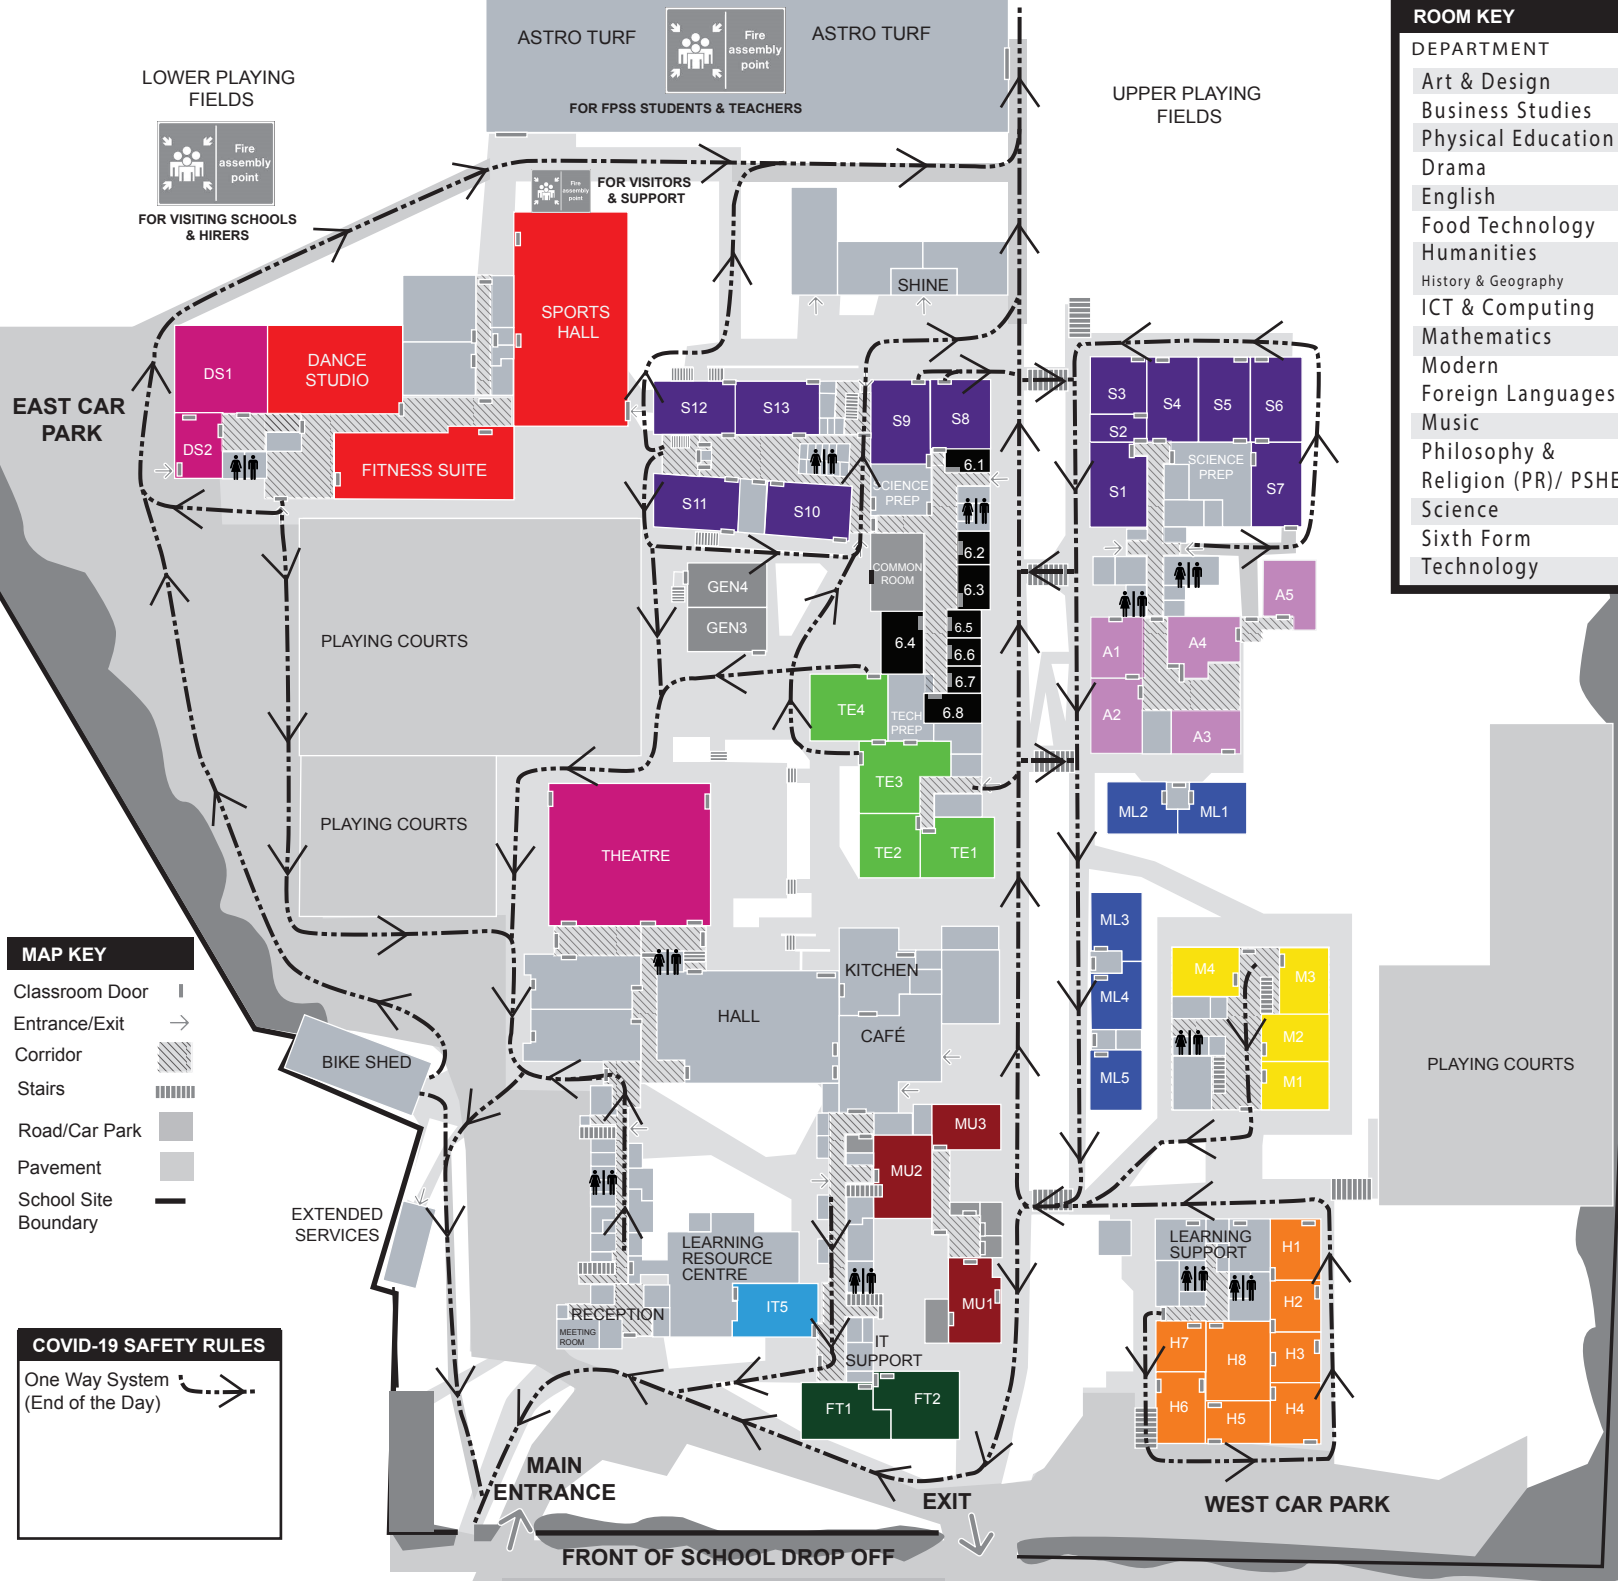 ASTRO TURF
Fire
assembly
point
ASTRO TURF
FOR FPSS STUDENTS & TEACHERS
LOWER PLAYING
FIELDS
Fire
assembly
point
FOR VISITING SCHOOLS
& HIRERS
Fire
assembly
point
FOR VISITORS
& SUPPORT
UPPER PLAYING
FIELDS
ROOM KEY
DEPARTMENT
Art & Design
Business Studies
Physical Education
Drama
English
Food Technology
Humanities
History & Geography
ICT & Computing
Mathematics
Modern
Foreign Languages
Music
Philosophy &
Religion (PR)/ PSHE
Science
Sixth Form
Technology
SHINE
SPORTS
HALL
DS1
DANCE
STUDIO
EAST CAR
PARK
DS2
FITNESS SUITE
S12
S13
S9
S8
6.1
SCIENCE
PREP
S11
S10
6.2
COMMON
ROOM
6.3
6.4
6.5
6.6
6.7
6.8
GEN4
GEN3
S3
S4
S5
S6
S2
S1
SCIENCE
PREP
S7
A5
A1
A4
A2
A3
PLAYING COURTS
TE4
TECH
PREP
TE3
TE2
TE1
ML2
ML1
PLAYING COURTS
THEATRE
ML3
ML4
ML5
M4
M3
M2
M1
PLAYING COURTS
KITCHEN
HALL
CAFÉ
MAP KEY
Classroom Door
Entrance/Exit
Corridor
Stairs
Road/Car Park
Pavement
School Site
Boundary
BIKE SHED
EXTENDED
SERVICES
MU3
MU2
MU1
LEARNING
RESOURCE
CENTRE
RECEPTION
MEETING
ROOM
IT5
IT
SUPPORT
FT1
FT2
LEARNING
SUPPORT
H1
H2
H3
H7
H8
H6
H5
H4
COVID-19 SAFETY RULES
One Way System
(End of the Day)
MAIN
ENTRANCE
EXIT
WEST CAR PARK
FRONT OF SCHOOL DROP OFF